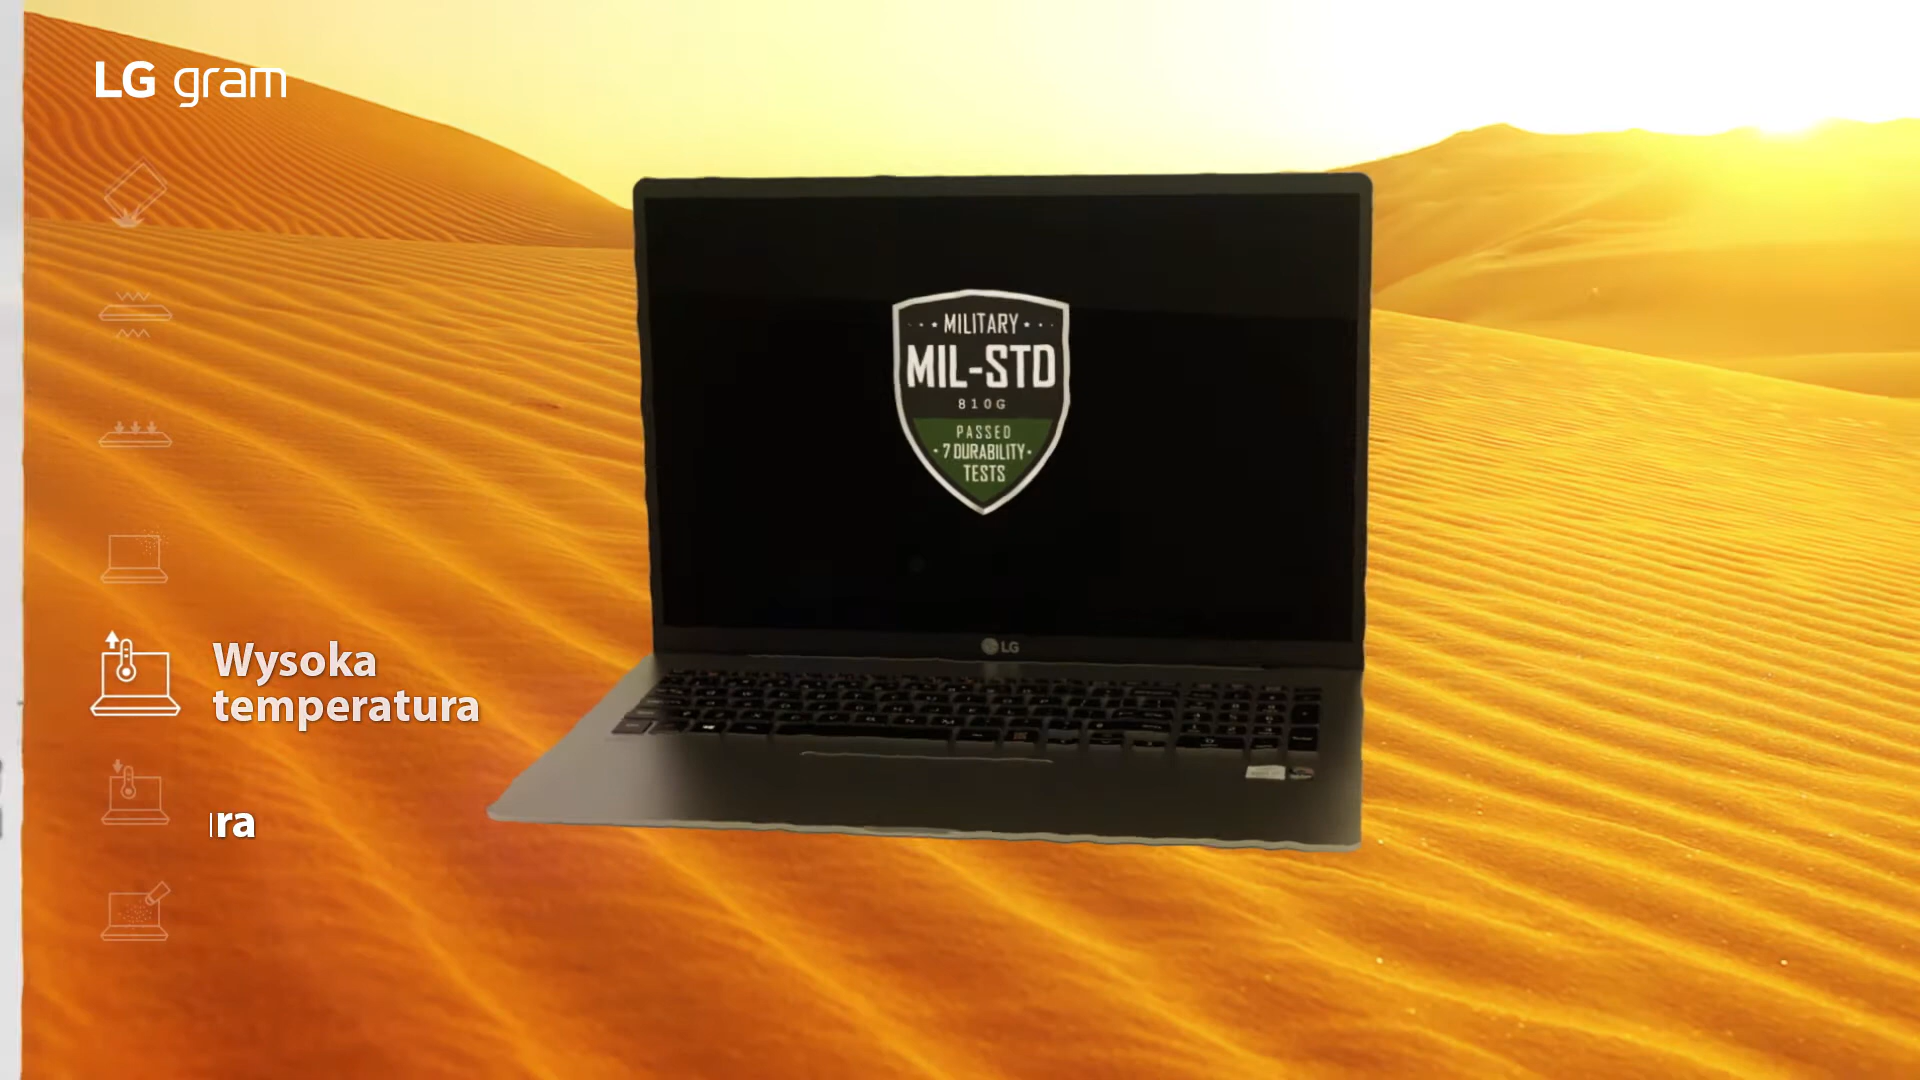 LG gram
MILITARY
MIL-STD
810G
PASSED
7 DURABILITY
TESTS
LG
Wysoka
temperatura
ra